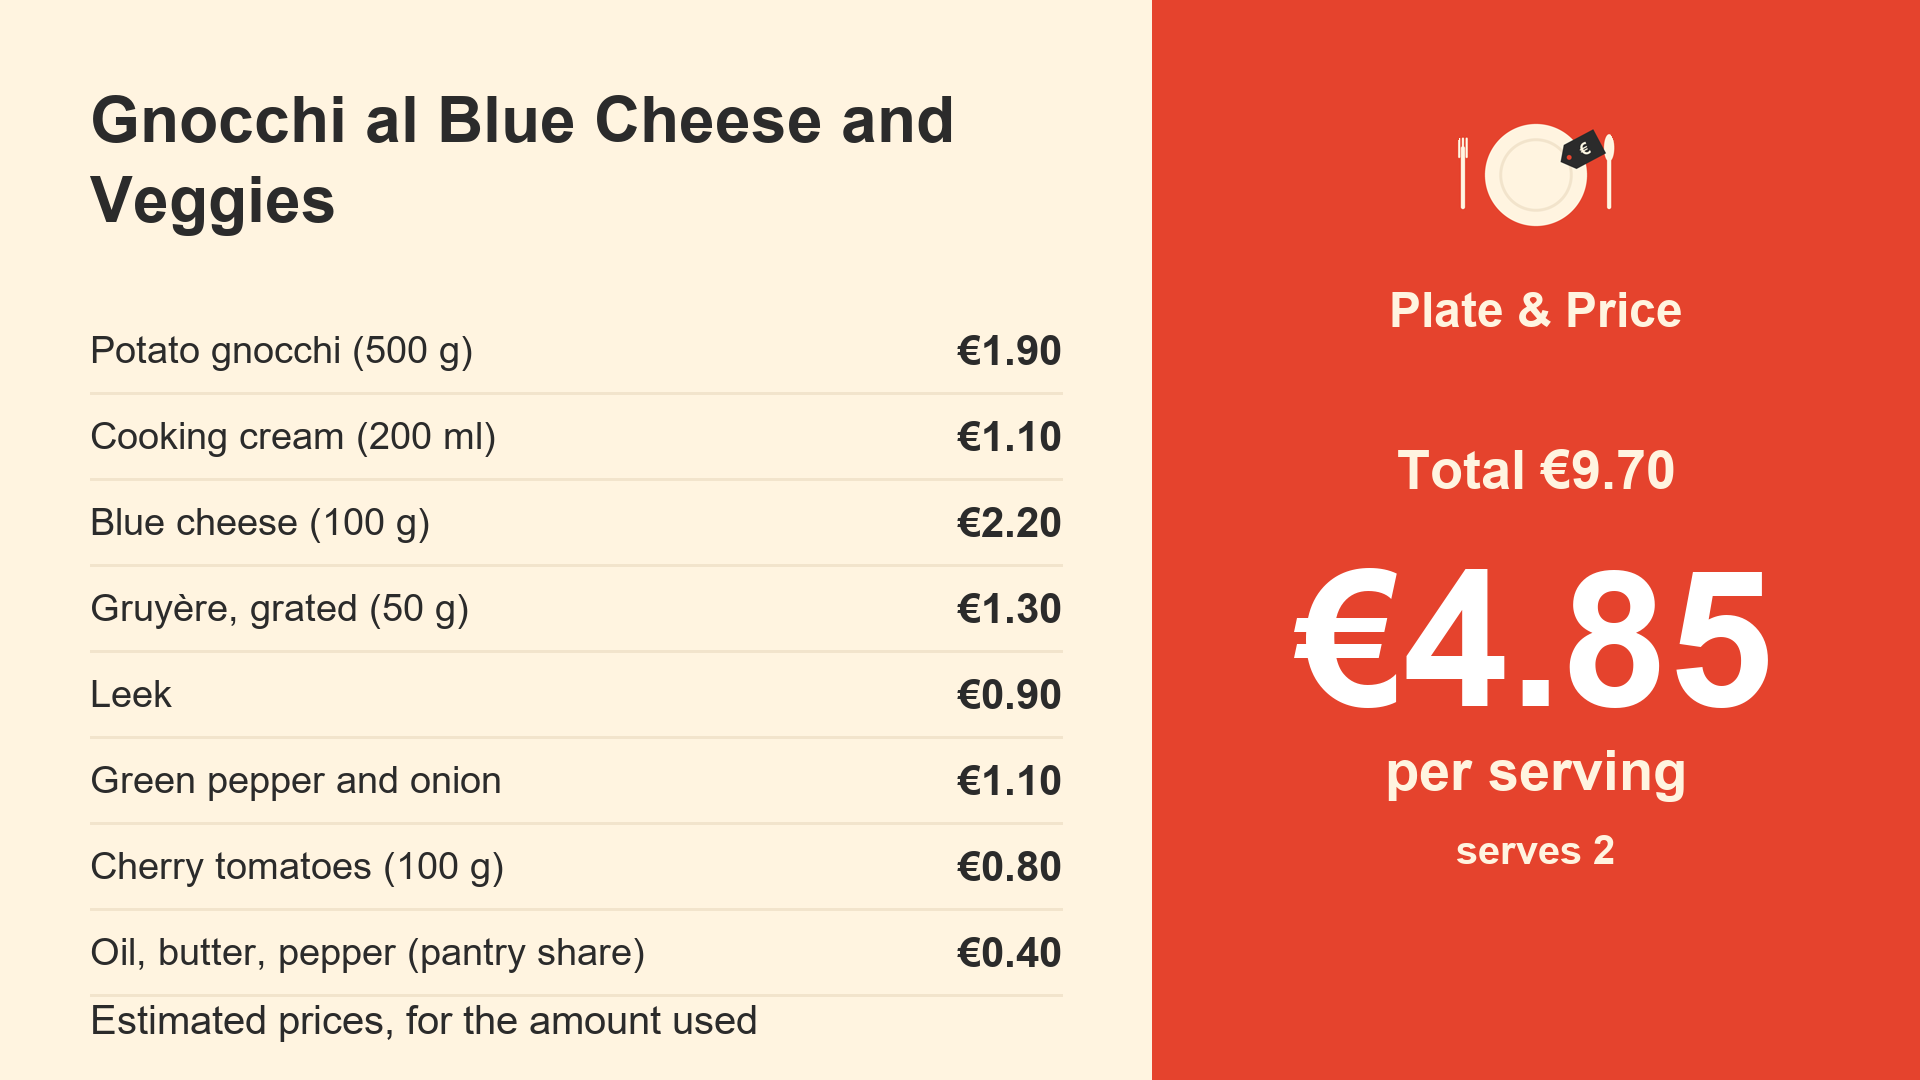 Gnocchi al Blue Cheese and
Veggies
Potato gnocchi (500 g) €1.90
Cooking cream (200 ml) €1.10
Blue cheese (100 g) €2.20
Gruyère, grated (50 g) €1.30
Leek €0.90
Green pepper and onion €1.10
Cherry tomatoes (100 g) €0.80
Oil, butter, pepper (pantry share) €0.40
Estimated prices, for the amount used
€
Plate & Price
Total €9.70
€4.85
per serving
serves 2